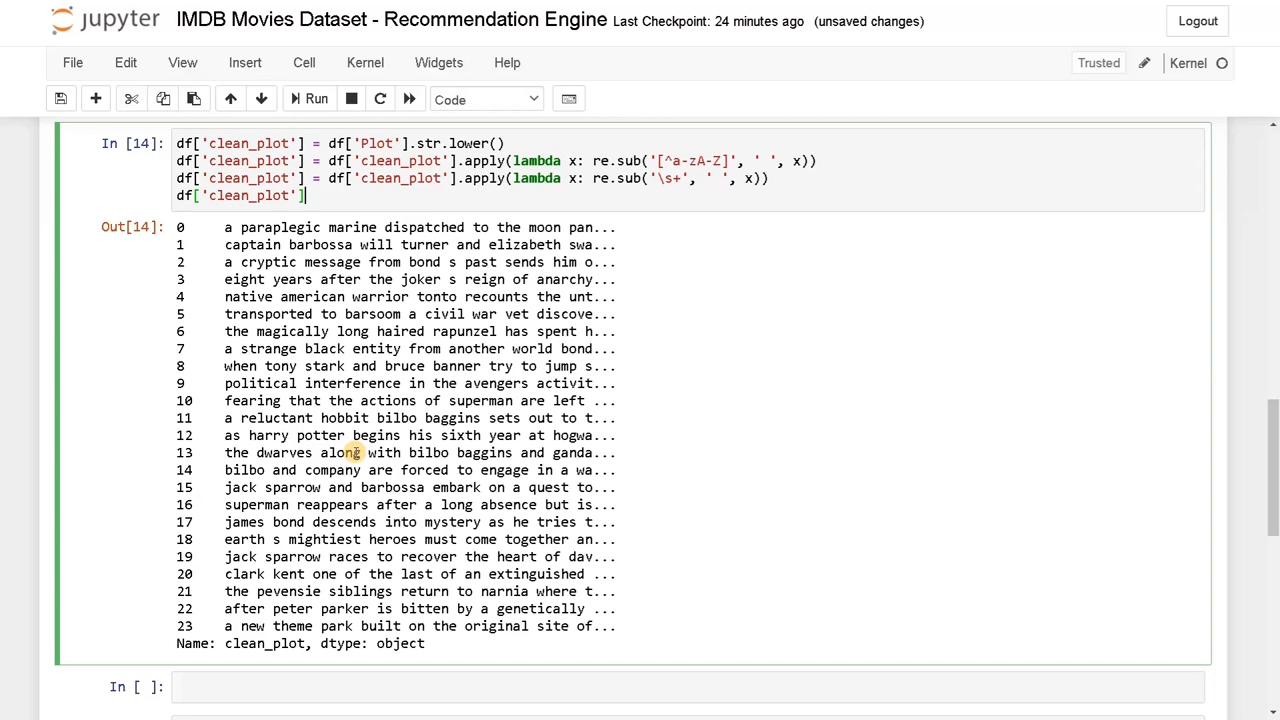 jupyter IMDB Movies Dataset - Recommendation Engine Last Checkpoint: 24 minutes ago (unsaved changes) Logout
File Edit View Insert Cell Kernel Widgets Help Trusted Kernel
Run Code
In [14]: df['clean_plot'] = df['Plot'].str.lower()
df['clean_plot'] = df['clean_plot'].apply(lambda x: re.sub('[^a-zA-Z]', ' ', x))
df['clean_plot'] = df['clean_plot'].apply(lambda x: re.sub('\s+', ' ', x))
df['clean_plot']
Out[14]: 0 a paraplegic marine dispatched to the moon pan...
1 captain barbossa will turner and elizabeth swa...
2 a cryptic message from bond s past sends him o...
3 eight years after the joker s reign of anarchy...
4 native american warrior tonto recounts the unt...
5 transported to barsoom a civil war vet discove...
6 the magically long haired rapunzel has spent h...
7 a strange black entity from another world bond...
8 when tony stark and bruce banner try to jump s...
9 political interference in the avengers activit...
10 fearing that the actions of superman are left ...
11 a reluctant hobbit bilbo baggins sets out to t...
12 as harry potter begins his sixth year at hogwa...
13 the dwarves along with bilbo baggins and ganda...
14 bilbo and company are forced to engage in a wa...
15 jack sparrow and barbossa embark on a quest to...
16 superman reappears after a long absence but is...
17 james bond descends into mystery as he tries t...
18 earth s mightiest heroes must come together an...
19 jack sparrow races to recover the heart of dav...
20 clark kent one of the last of an extinguished ...
21 the pevensie siblings return to narnia where t...
22 after peter parker is bitten by a genetically ...
23 a new theme park built on the original site of...
Name: clean_plot, dtype: object
In [ ]: